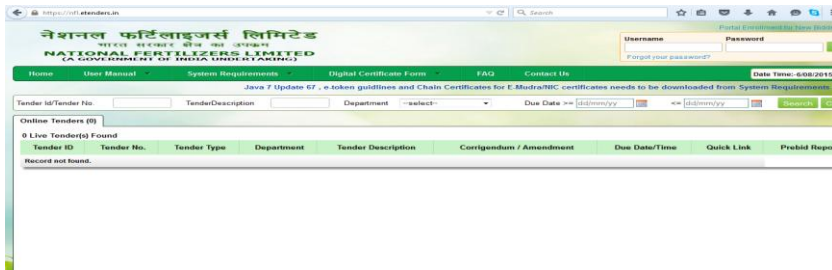 https://nfl.etenders.in
Search
Portal Enrollment for New Bidder
नेशनल फर्टिलाइजर्स लिमिटेड
भारत सरकार क्षेत्र का उपक्रम
NATIONAL FERTILIZERS LIMITED
(A GOVERNMENT OF INDIA UNDERTAKING)
Username Password
Forgot your password?
Home User Manual System Requirements Digital Certificate Form FAQ Contact Us Date Time:-6/08/2015
Java 7 Update 67 , e.token guidlines and Chain Certificates for E.Mudra/NIC certificates needs to be downloaded from System Requirements
Tender Id/Tender No. TenderDescription Department --select-- Due Date >= dd/mm/yy <= dd/mm/yy Search
Online Tenders (0)
0 Live Tender(s) Found
Tender ID Tender No. Tender Type Department Tender Description Corrigendum / Amendment Due Date/Time Quick Link Prebid Repo
Record not found.